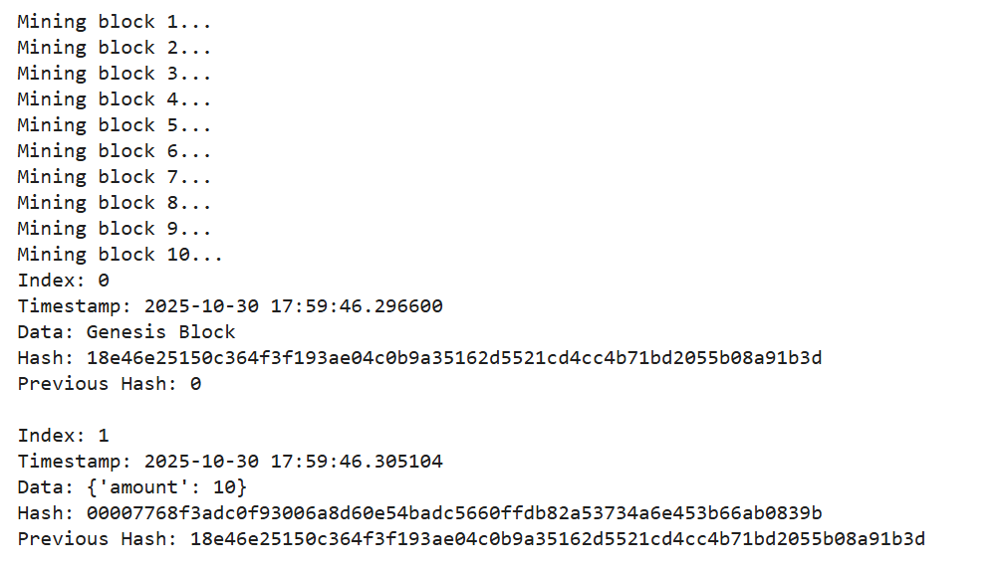 Mining block 1...
Mining block 2...
Mining block 3...
Mining block 4...
Mining block 5...
Mining block 6...
Mining block 7...
Mining block 8...
Mining block 9...
Mining block 10...
Index: 0
Timestamp: 2025-10-30 17:59:46.296600
Data: Genesis Block
Hash: 18e46e25150c364f3f193ae04c0b9a35162d5521cd4cc4b71bd2055b08a91b3d
Previous Hash: 0
Index: 1
Timestamp: 2025-10-30 17:59:46.305104
Data: {'amount': 10}
Hash: 00007768f3adc0f93006a8d60e54badc5660ffdb82a53734a6e453b66ab0839b
Previous Hash: 18e46e25150c364f3f193ae04c0b9a35162d5521cd4cc4b71bd2055b08a91b3d